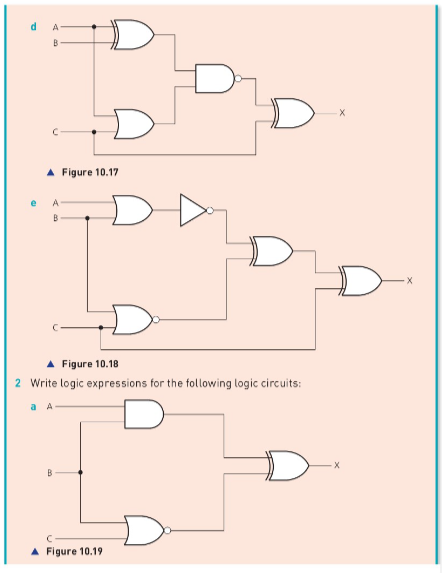 d A
B
C
X
▲ Figure 10.17
e A
B
C
X
▲ Figure 10.18
2 Write logic expressions for the following logic circuits:
a A
B
C
X
▲ Figure 10.19